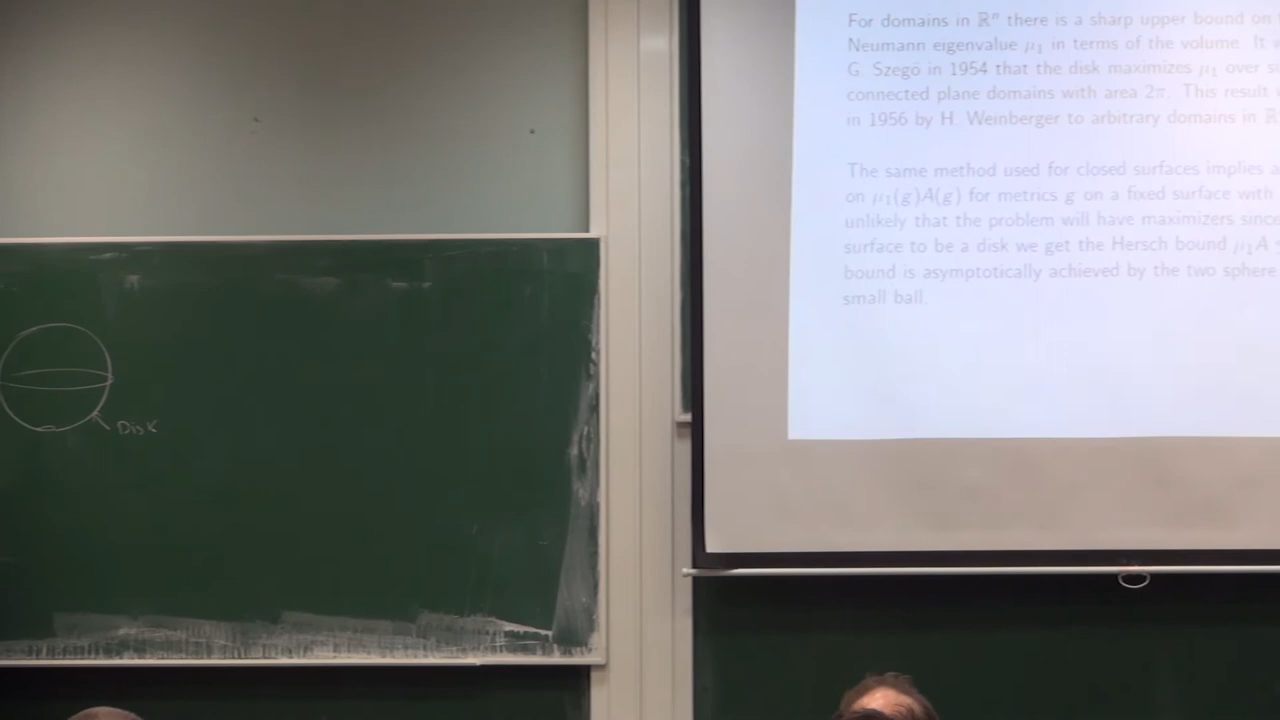 Disk
For domains in ℝⁿ there is a sharp upper bound on
Neumann eigenvalue μ₁ in terms of the volume. It
G. Szegö in 1954 that the disk maximizes μ₁ over
connected plane domains with area 2π. This result
in 1956 by H. Weinberger to arbitrary domains in ℝ
The same method used for closed surfaces implies
on μ₁(g)A(g) for metrics g on a fixed surface with
unlikely that the problem will have maximizers since
surface to be a disk we get the Hersch bound μ₁A
bound is asymptotically achieved by the two sphere
small ball.